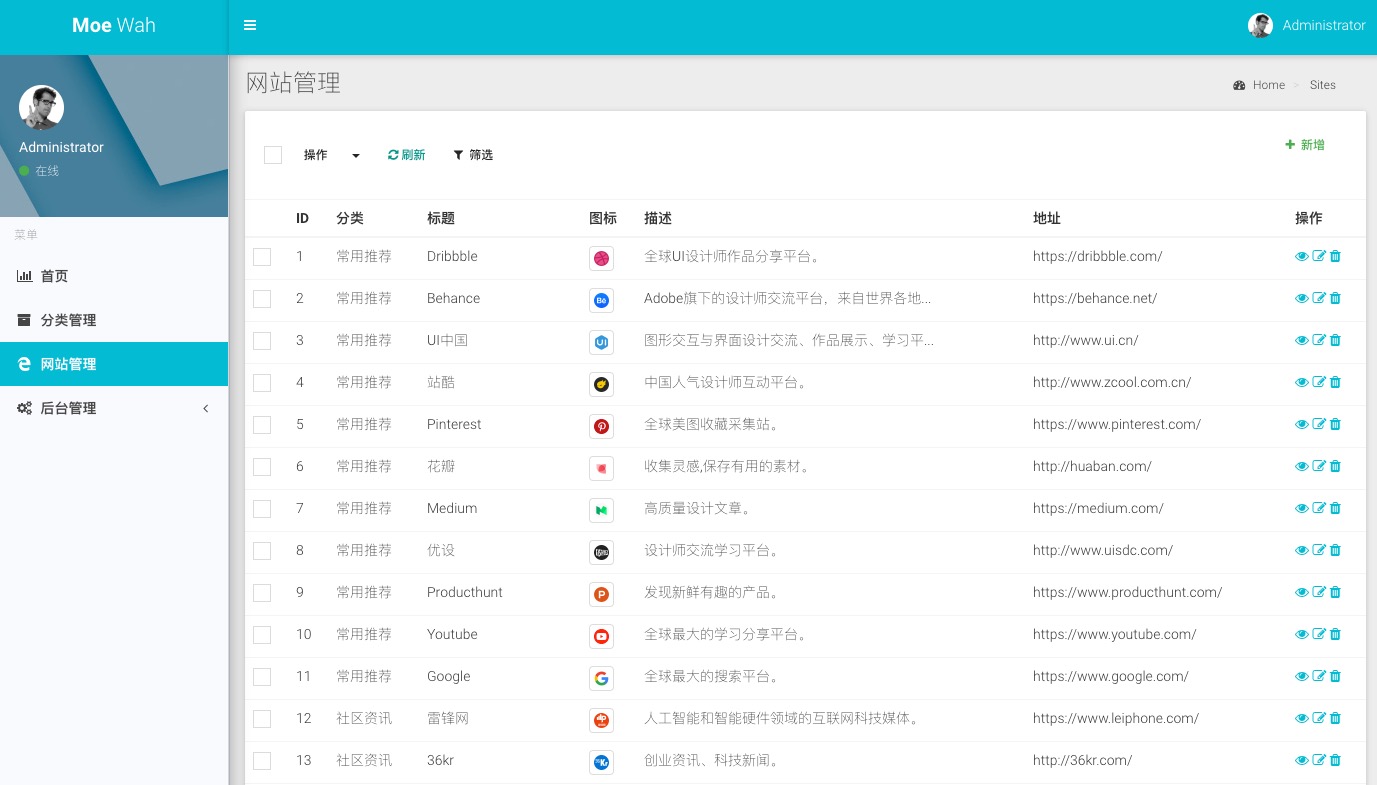 Moe Wah
Administrator
Administrator
在线
菜单
首页
分类管理
网站管理
后台管理
网站管理
Home > Sites
操作 刷新 筛选 新增
ID 分类 标题 图标 描述 地址 操作
1 常用推荐 Dribbble 全球UI设计师作品分享平台。 https://dribbble.com/
2 常用推荐 Behance Bē Adobe旗下的设计师交流平台，来自世界各地... https://behance.net/
3 常用推荐 UI中国 UI 图形交互与界面设计交流、作品展示、学习平... http://www.ui.cn/
4 常用推荐 站酷 中国人气设计师互动平台。 http://www.zcool.com.cn/
5 常用推荐 Pinterest 全球美图收藏采集站。 https://www.pinterest.com/
6 常用推荐 花瓣 收集灵感,保存有用的素材。 http://huaban.com/
7 常用推荐 Medium 高质量设计文章。 https://medium.com/
8 常用推荐 优设 设计师交流学习平台。 http://www.uisdc.com/
9 常用推荐 Producthunt P 发现新鲜有趣的产品。 https://www.producthunt.com/
10 常用推荐 Youtube 全球最大的学习分享平台。 https://www.youtube.com/
11 常用推荐 Google G 全球最大的搜索平台。 https://www.google.com/
12 社区资讯 雷锋网 人工智能和智能硬件领域的互联网科技媒体。 https://www.leiphone.com/
13 社区资讯 36kr 36Kr 创业资讯、科技新闻。 http://36kr.com/